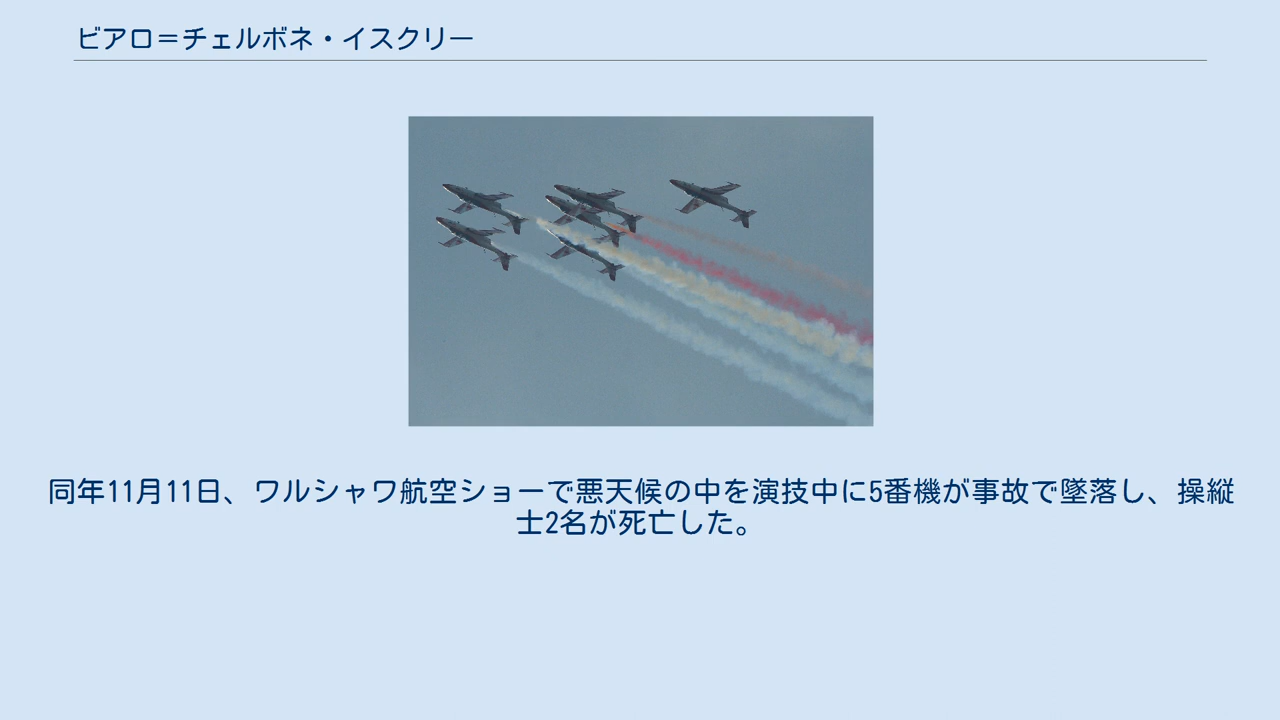 ビアロ＝チェルボネ・イスクリー
同年11月11日、ワルシャワ航空ショーで悪天候の中を演技中に5番機が事故で墜落し、操縦
士2名が死亡した。